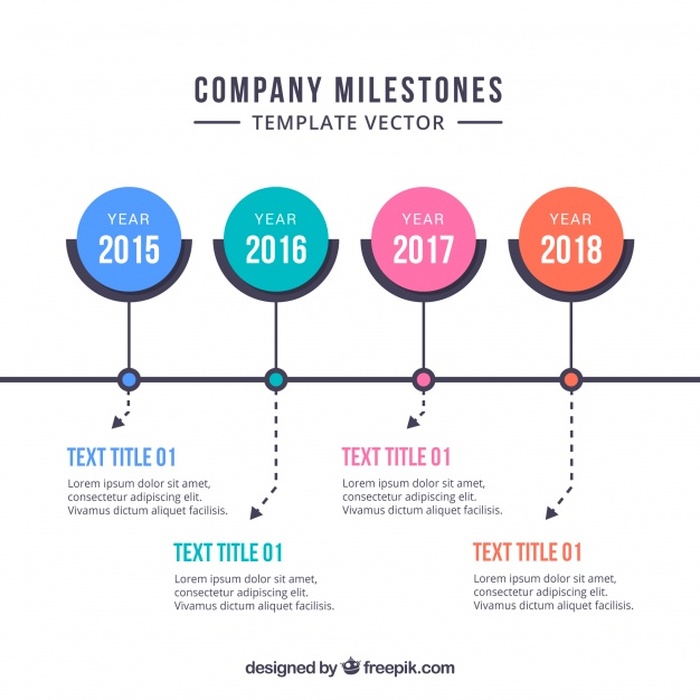 COMPANY MILESTONES
TEMPLATE VECTOR
YEAR
2015
YEAR
2016
YEAR
2017
YEAR
2018
TEXT TITLE 01
Lorem ipsum dolor sit amet,
consectetur adipiscing elit.
Vivamus dictum aliquet facilisis.
TEXT TITLE 01
Lorem ipsum dolor sit amet,
consectetur adipiscing elit.
Vivamus dictum aliquet facilisis.
TEXT TITLE 01
Lorem ipsum dolor sit amet,
consectetur adipiscing elit.
Vivamus dictum aliquet facilisis.
TEXT TITLE 01
Lorem ipsum dolor sit amet,
consectetur adipiscing elit.
Vivamus dictum aliquet facilisis.
designed by freepik.com